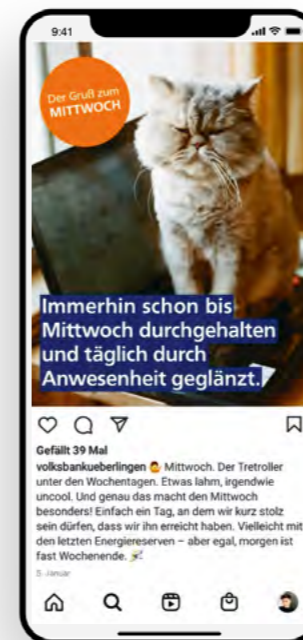 9:41
Der Gruß zum
MITTWOCH
Immerhin schon bis
Mittwoch durchgehalten
und täglich durch
Anwesenheit geglänzt.
Gefällt 39 Mal
volksbankueberlingen 🤷 Mittwoch. Der Tretroller
unter den Wochentagen. Etwas lahm, irgendwie
uncool. Und genau das macht den Mittwoch
besonders! Einfach ein Tag, an dem wir kurz stolz
sein dürfen, dass wir ihn erreicht haben. Vielleicht mit
den letzten Energiereserven – aber egal, morgen ist
fast Wochenende.
5. Januar